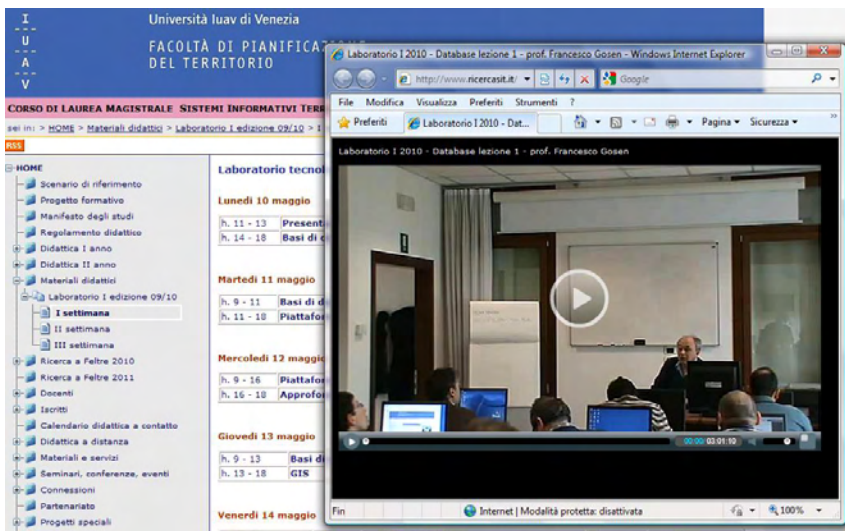 I
U
A
V
Università Iuav di Venezia
FACOLTÀ DI PIANIFICAZIONE
DEL TERRITORIO
CORSO DI LAUREA MAGISTRALE SISTEMI INFORMATIVI TERR
sei in: > HOME > Materiali didattici > Laboratorio I edizione 09/10 > I
RSS
HOME
Scenario di riferimento
Progetto formativo
Manifesto degli studi
Regolamento didattico
Didattica I anno
Didattica II anno
Materiali didattici
Laboratorio I edizione 09/10
I settimana
II settimana
III settimana
Ricerca a Feltre 2010
Ricerca a Feltre 2011
Docenti
Iscritti
Calendario didattica a contatto
Didattica a distanza
Materiali e servizi
Seminari, conferenze, eventi
Connessioni
Partenariato
Progetti speciali
Laboratorio tecnol
Lunedì 10 maggio
h. 11 - 13 Presenta
h. 14 - 18 Basi di d
Martedì 11 maggio
h. 9 - 11 Basi di d
h. 11 - 18 Piattafor
Mercoledì 12 maggio
h. 9 - 16 Piattafor
h. 16 - 18 Approfon
Giovedì 13 maggio
h. 9 - 13 Basi d
h. 13 - 18 GIS
Venerdì 14 maggio
Laboratorio I 2010 - Database lezione 1 - prof. Francesco Gosen - Windows Internet Explorer
http://www.ricercasit.it/
Google
File Modifica Visualizza Preferiti Strumenti ?
Preferiti Laboratorio I 2010 - Dat... Pagina Sicurezza
Laboratorio I 2010 - Database lezione 1 - prof. Francesco Gosen
00:00/03:01:10
Fin Internet | Modalità protetta: disattivata 100%